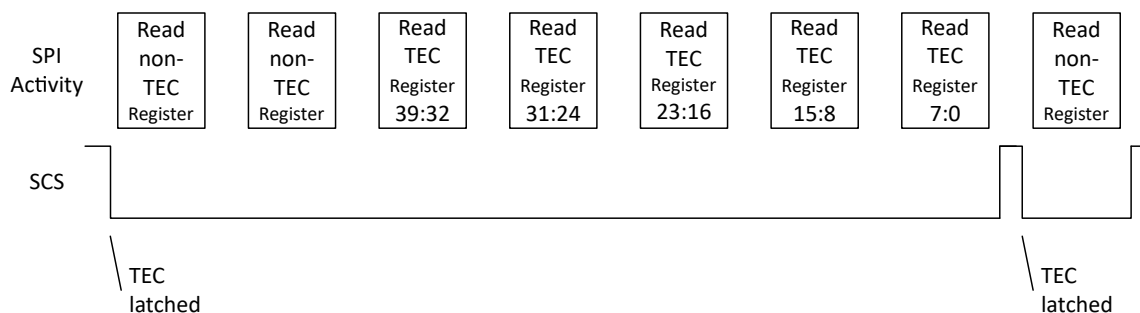 SPI
Activity
Read
non-
TEC
Register
Read
non-
TEC
Register
Read
TEC
Register
39:32
Read
TEC
Register
31:24
Read
TEC
Register
23:16
Read
TEC
Register
15:8
Read
TEC
Register
7:0
Read
non-
TEC
Register
SCS
TEC
latched
TEC
latched